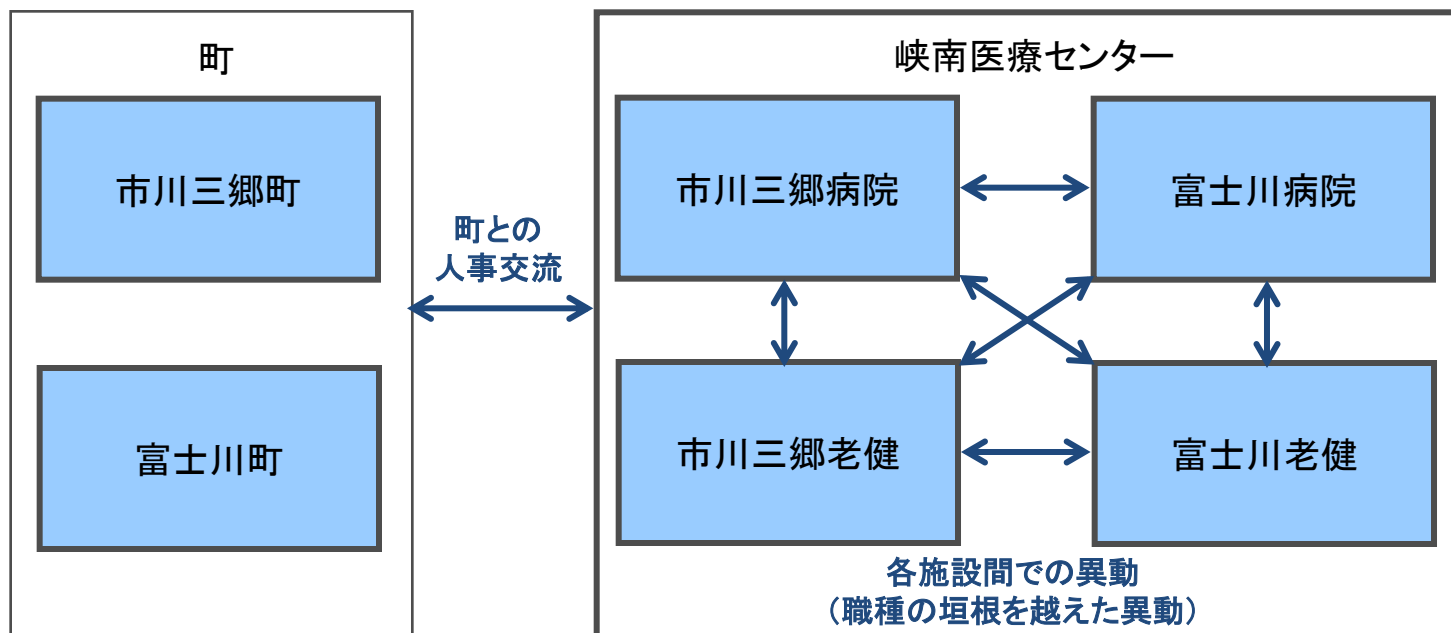 町
市川三郷町
富士川町
町との
人事交流
峡南医療センター
市川三郷病院
富士川病院
市川三郷老健
富士川老健
各施設間での異動
（職種の垣根を越えた異動）